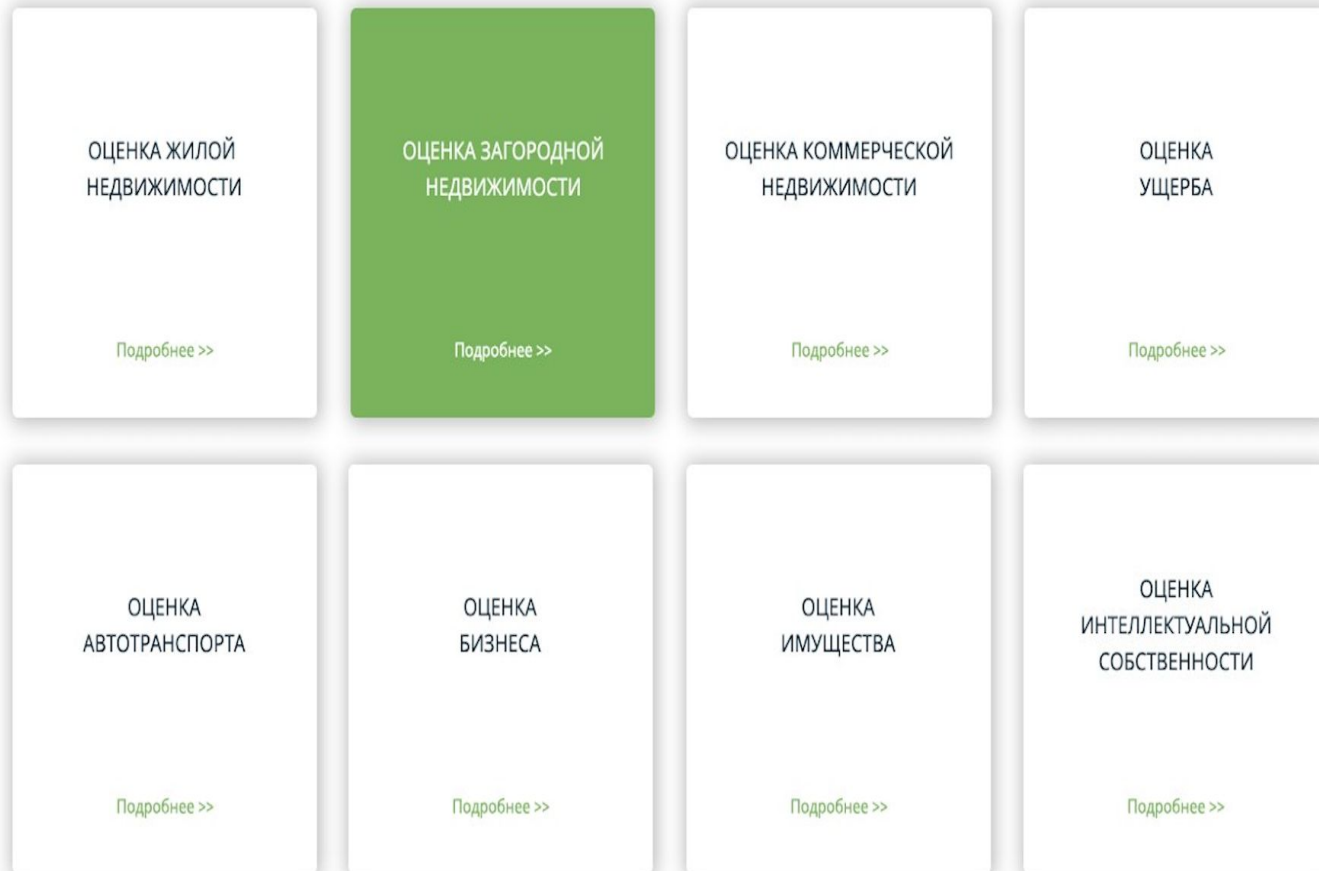 ОЦЕНКА ЖИЛОЙ
НЕДВИЖИМОСТИ
Подробнее >>
ОЦЕНКА ЗАГОРОДНОЙ
НЕДВИЖИМОСТИ
Подробнее >>
ОЦЕНКА КОММЕРЧЕСКОЙ
НЕДВИЖИМОСТИ
Подробнее >>
ОЦЕНКА
УЩЕРБА
Подробнее >>
ОЦЕНКА
АВТОТРАНСПОРТА
Подробнее >>
ОЦЕНКА
БИЗНЕСА
Подробнее >>
ОЦЕНКА
ИМУЩЕСТВА
Подробнее >>
ОЦЕНКА
ИНТЕЛЛЕКТУАЛЬНОЙ
СОБСТВЕННОСТИ
Подробнее >>